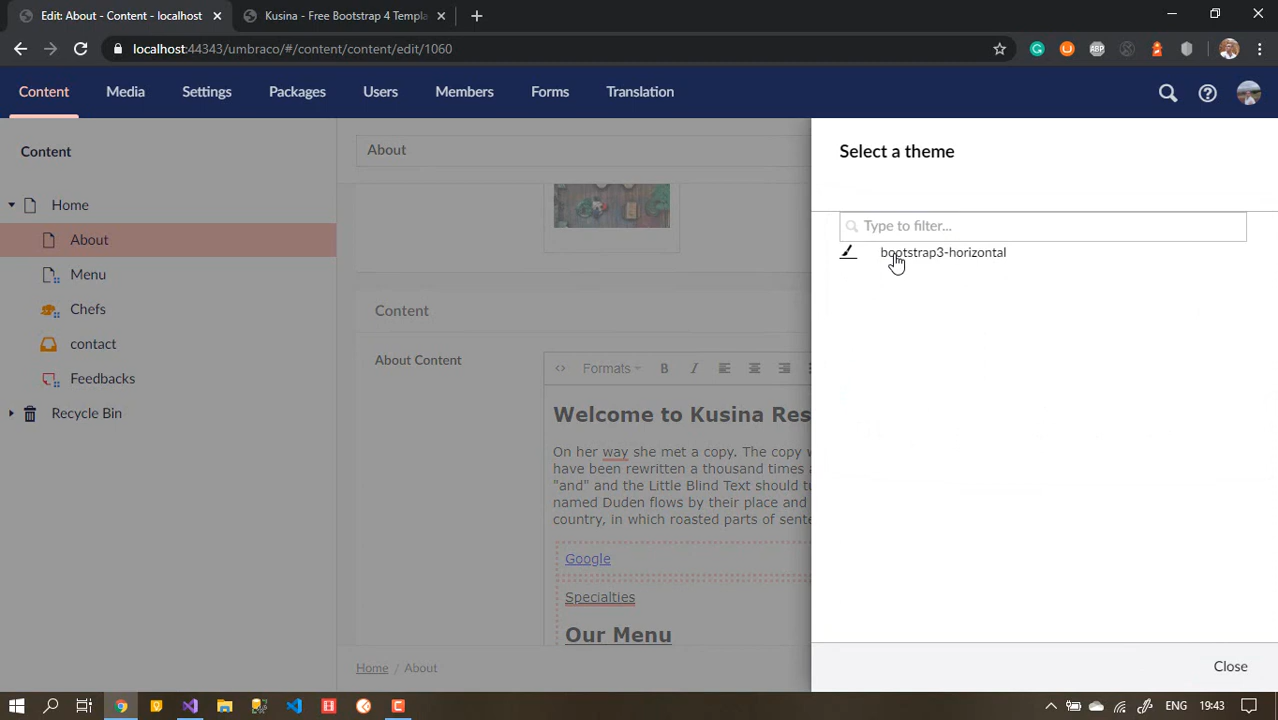 Edit: About - Content - localhost
Kusina - Free Bootstrap 4 Templa
localhost:44343/umbraco/#/content/content/edit/1060
ABP
Content Media Settings Packages Users Members Forms Translation
Content
Home
About
Menu
Chefs
contact
Feedbacks
Recycle Bin
About
Content
About Content
Formats B I
Welcome to Kusina Res
On her way she met a copy. The copy w
have been rewritten a thousand times a
"and" and the Little Blind Text should tu
named Duden flows by their place and
country, in which roasted parts of sente
Google
Specialties
Our Menu
Home / About
Select a theme
Type to filter...
bootstrap3-horizontal
Close
ENG 19:43